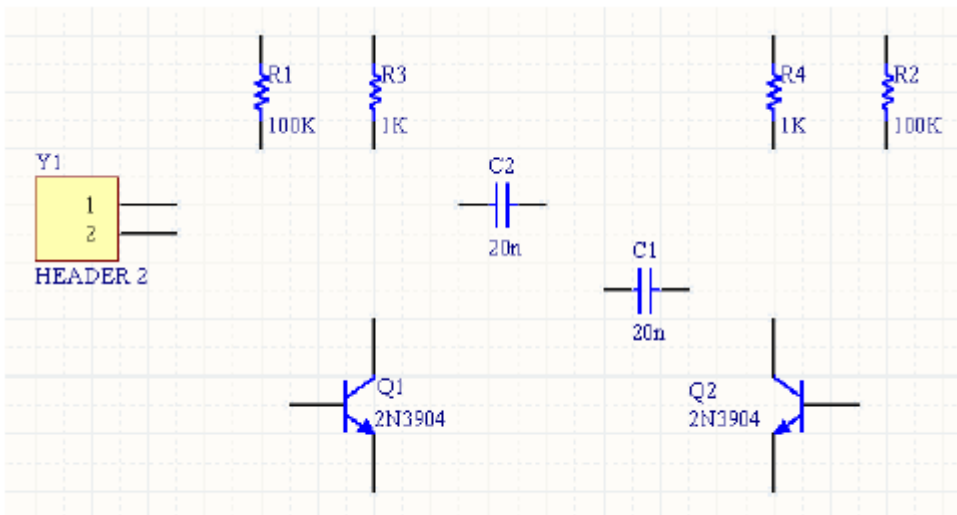 R1
100K
R3
1K
R4
1K
R2
100K
Y1
1
2
HEADER 2
C2
20n
C1
20n
Q1
2N3904
Q2
2N3904